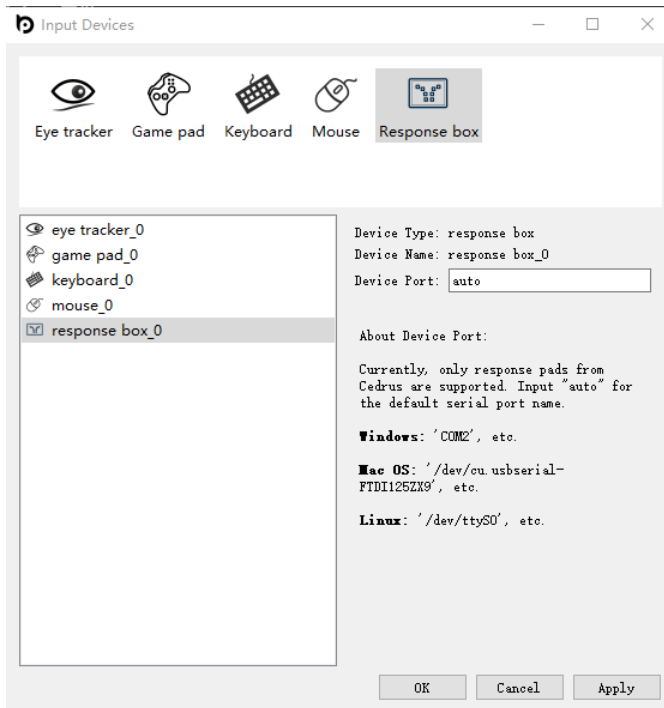 Input Devices
Eye tracker
Game pad
Keyboard
Mouse
Response box
eye tracker_0
game pad_0
keyboard_0
mouse_0
response box_0
Device Type: response box
Device Name: response box_0
Device Port: auto
About Device Port:
Currently, only response pads from
Cedrus are supported. Input "auto" for
the default serial port name.
Windows: 'COM2', etc.
Mac OS: '/dev/cu.usbserial-
FTDI125ZX9', etc.
Linux: '/dev/ttyS0', etc.
OK
Cancel
Apply